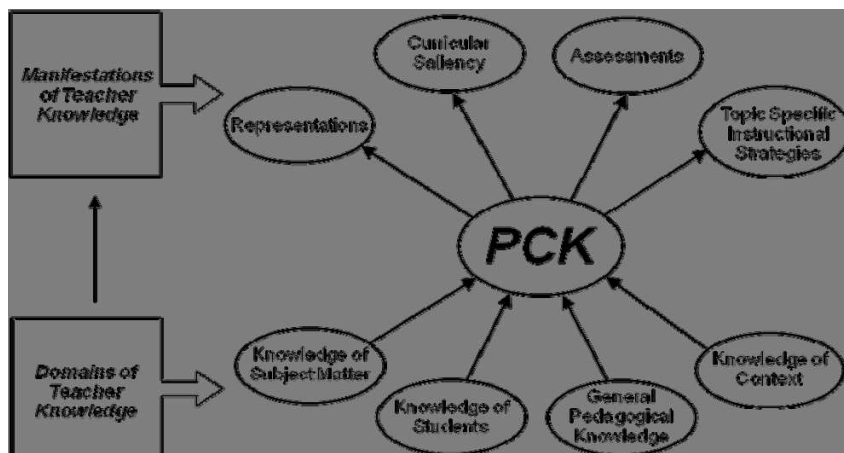 Manifestations
of Teacher
Knowledge
Curricular
Saliency
Assessments
Representations
Topic Specific
Instructional
Strategies
PCK
Domains of
Teacher
Knowledge
Knowledge of
Subject Matter
Knowledge of
Students
General
Pedagogical
Knowledge
Knowledge of
Context